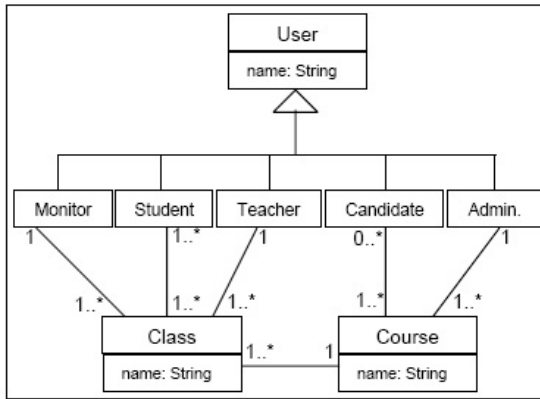 User
name: String
Monitor Student Teacher Candidate Admin.
1 1..* 1 0..* 1
1..* 1..* 1..* 1..* 1..*
Class Course
1..* 1
name: String name: String